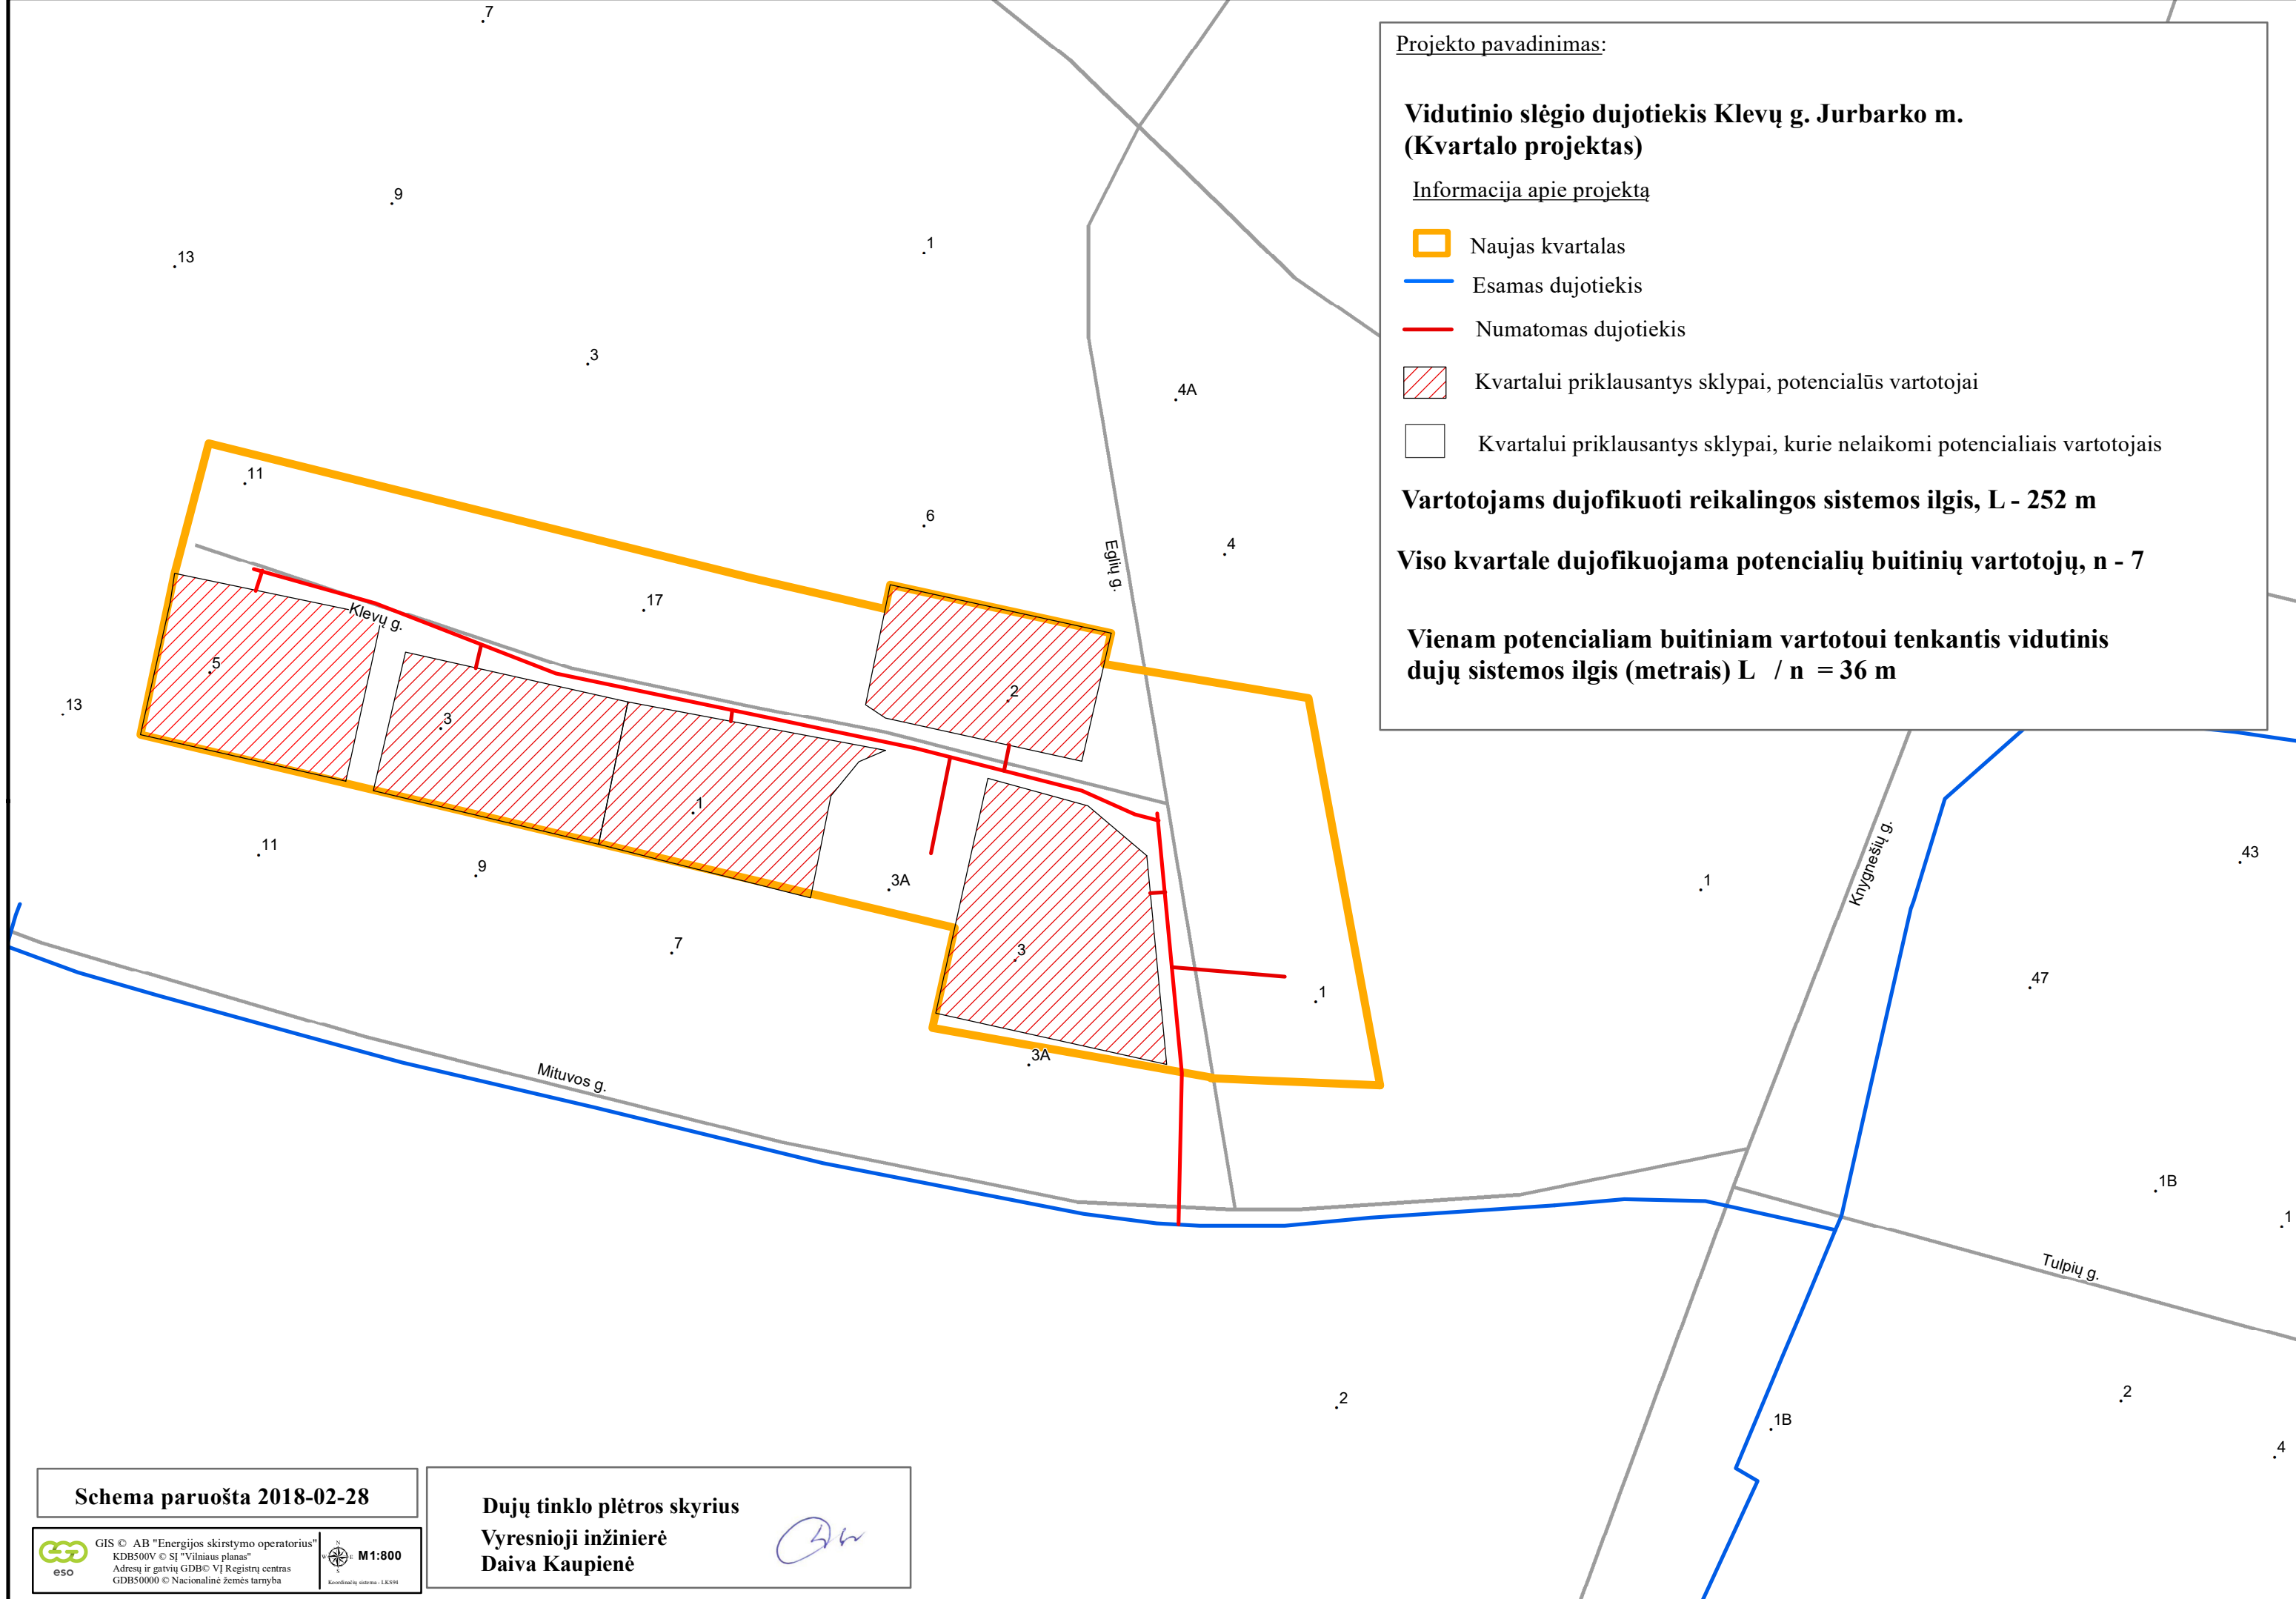 Projekto pavadinimas:
Vidutinio slėgio dujotiekis Klevų g. Jurbarko m.
(Kvartalo projektas)
Informacija apie projektą
Naujas kvartalas
Esamas dujotiekis
Numatomas dujotiekis
Kvartalui priklausantys sklypai, potencialūs vartotojai
Kvartalui priklausantys sklypai, kurie nelaikomi potencialiais vartotojais
Vartotojams dujofikuoti reikalingos sistemos ilgis, L - 252 m
Viso kvartale dujofikuojama potencialių buitinių vartotojų, n - 7
Vienam potencialiam buitiniam vartotoui tenkantis vidutinis
dujų sistemos ilgis (metrais) L / n = 36 m
7
9
13
1
3
4A
11
6
4
Eglių g.
17
Klevų g.
5
2
13
3
1
11
9
3A
1
Knygnešių g.
43
7
3
47
1
3A
Mituvos g.
1B
1
Tulpių g.
2
2
1B
4
Schema paruošta 2018-02-28
eso
GIS © AB "Energijos skirstymo operatorius"
KDB500V © SĮ "Vilniaus planas"
Adresų ir gatvių GDB© VĮ Registrų centras
GDB50000 © Nacionalinė žemės tarnyba
N
W
E
S
M1:800
Koordinačių sistema - LKS94
Dujų tinklo plėtros skyrius
Vyresnioji inžinierė
Daiva Kaupienė